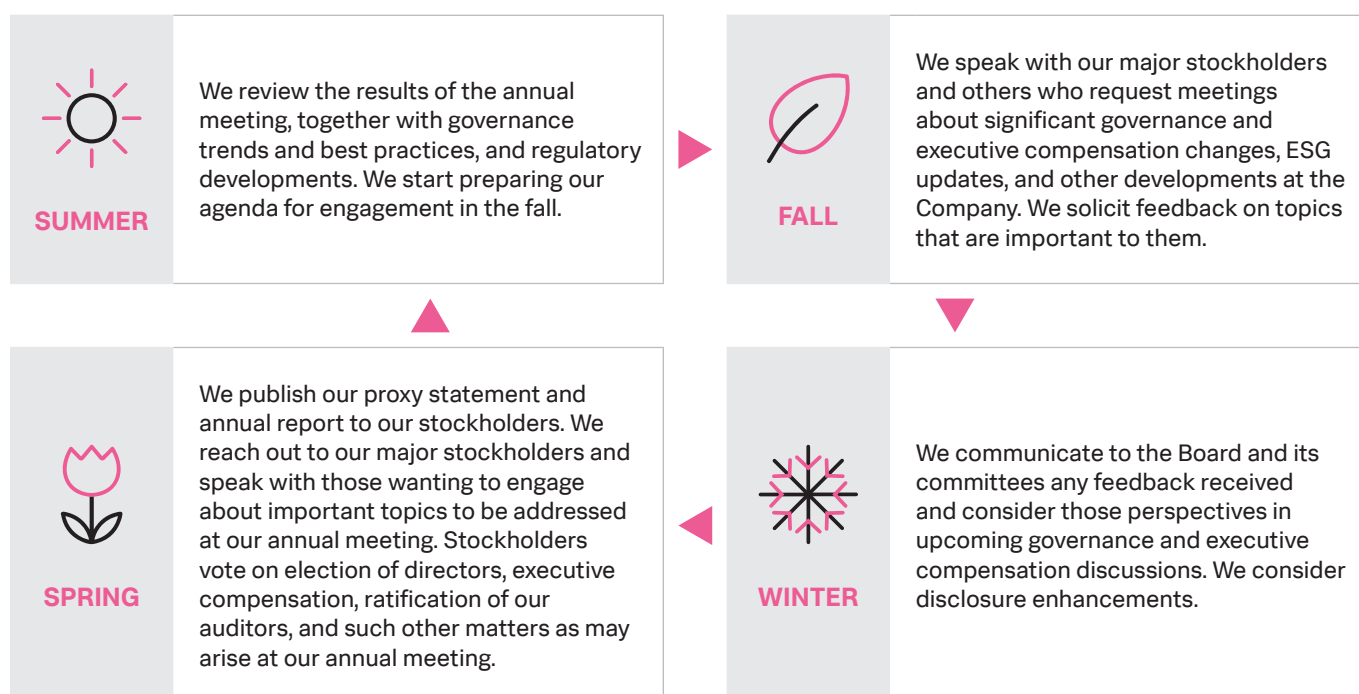 We review the results of the annual
meeting, together with governance
trends and best practices, and regulatory
developments. We start preparing our
agenda for engagement in the fall.
SUMMER
We speak with our major stockholders
and others who request meetings
about significant governance and
executive compensation changes, ESG
updates, and other developments at the
Company. We solicit feedback on topics
that are important to them.
FALL
We publish our proxy statement and
annual report to our stockholders. We
reach out to our major stockholders and
speak with those wanting to engage
about important topics to be addressed
at our annual meeting. Stockholders
vote on election of directors, executive
compensation, ratification of our
auditors, and such other matters as may
arise at our annual meeting.
SPRING
We communicate to the Board and its
committees any feedback received
and consider those perspectives in
upcoming governance and executive
compensation discussions. We consider
disclosure enhancements.
WINTER